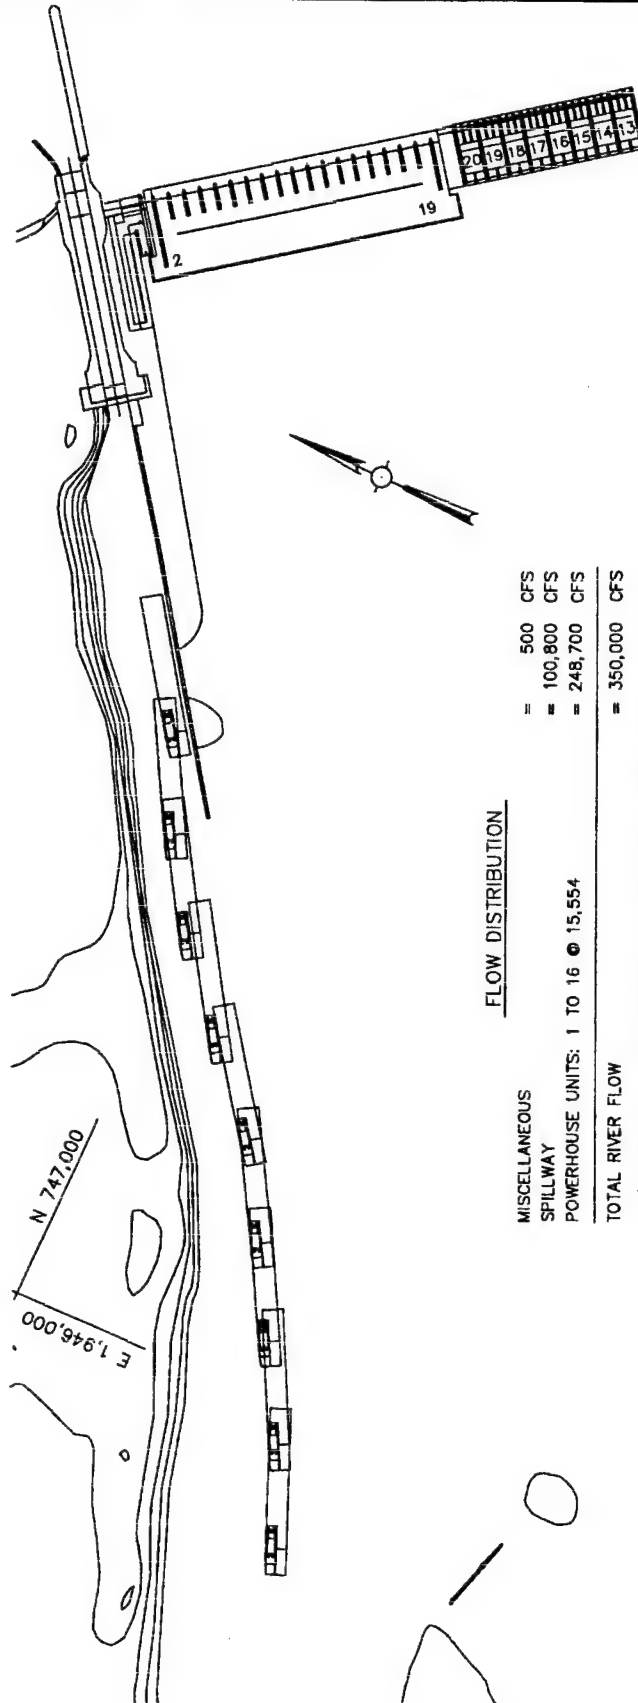 20 19 18 17 16 15 14 13
19
2
N 747,000
E 1,946,000
FLOW DISTRIBUTION
MISCELLANEOUS = 500 CFS
SPILLWAY = 100,800 CFS
POWERHOUSE UNITS: 1 TO 16 @ 15,554 = 248,700 CFS
TOTAL RIVER FLOW = 350,000 CFS